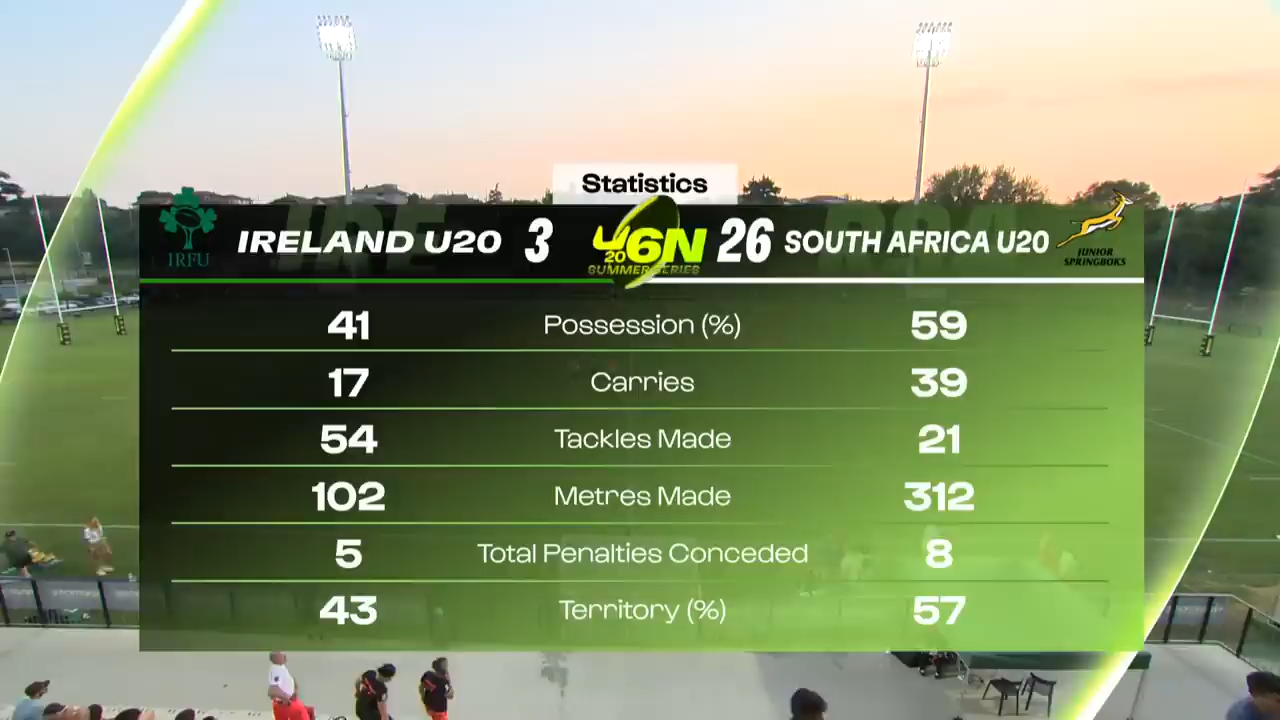 Statistics
IRFU
IRELAND U20 3 U20 6N SUMMER SERIES 26 SOUTH AFRICA U20
JUNIOR SPRINGBOKS
41 Possession (%) 59
17 Carries 39
54 Tackles Made 21
102 Metres Made 312
5 Total Penalties Conceded 8
43 Territory (%) 57